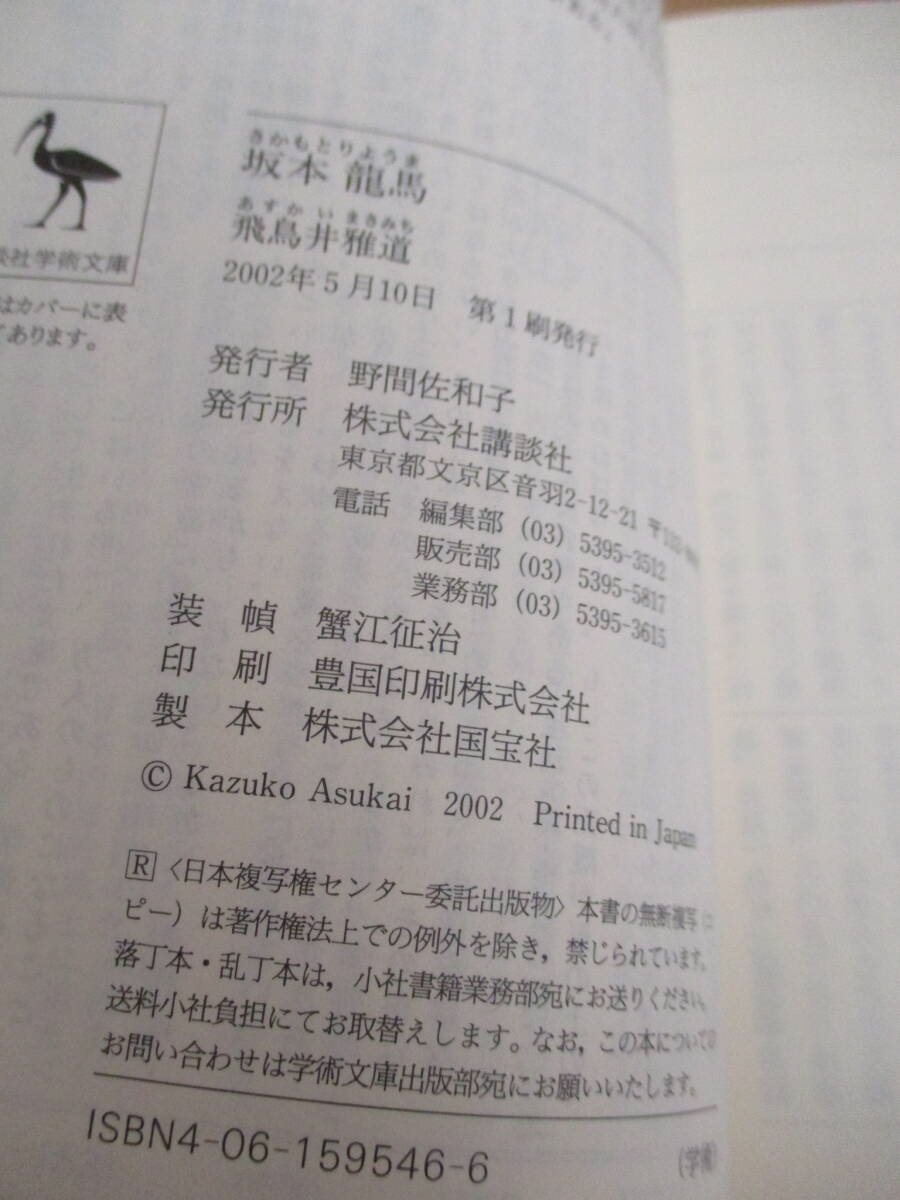 さかもとりようま
坂本龍馬
あすかいまさみち
飛鳥井雅道
2002年5月10日 第1刷発行
発行者 野間佐和子
発行所 株式会社講談社
東京都文京区音羽2-12-21 〒
電話 編集部 (03) 5395-3512
販売部 (03) 5395-5817
業務部 (03) 5395-3615
装幀 蟹江征治
印刷 豊国印刷株式会社
製本 株式会社国宝社
© Kazuko Asukai 2002 Printed in Japan
R〈日本複写権センター委託出版物〉本書の無断複写(コ
ピー)は著作権法上での例外を除き,禁じられています。
落丁本・乱丁本は,小社書籍業務部宛にお送りください。
送料小社負担にてお取替えします。なお,この本についての
お問い合わせは学術文庫出版部宛にお願いいたします。
ISBN4-06-159546-6
(学術
談社学術文庫
はカバーに表
てあります。